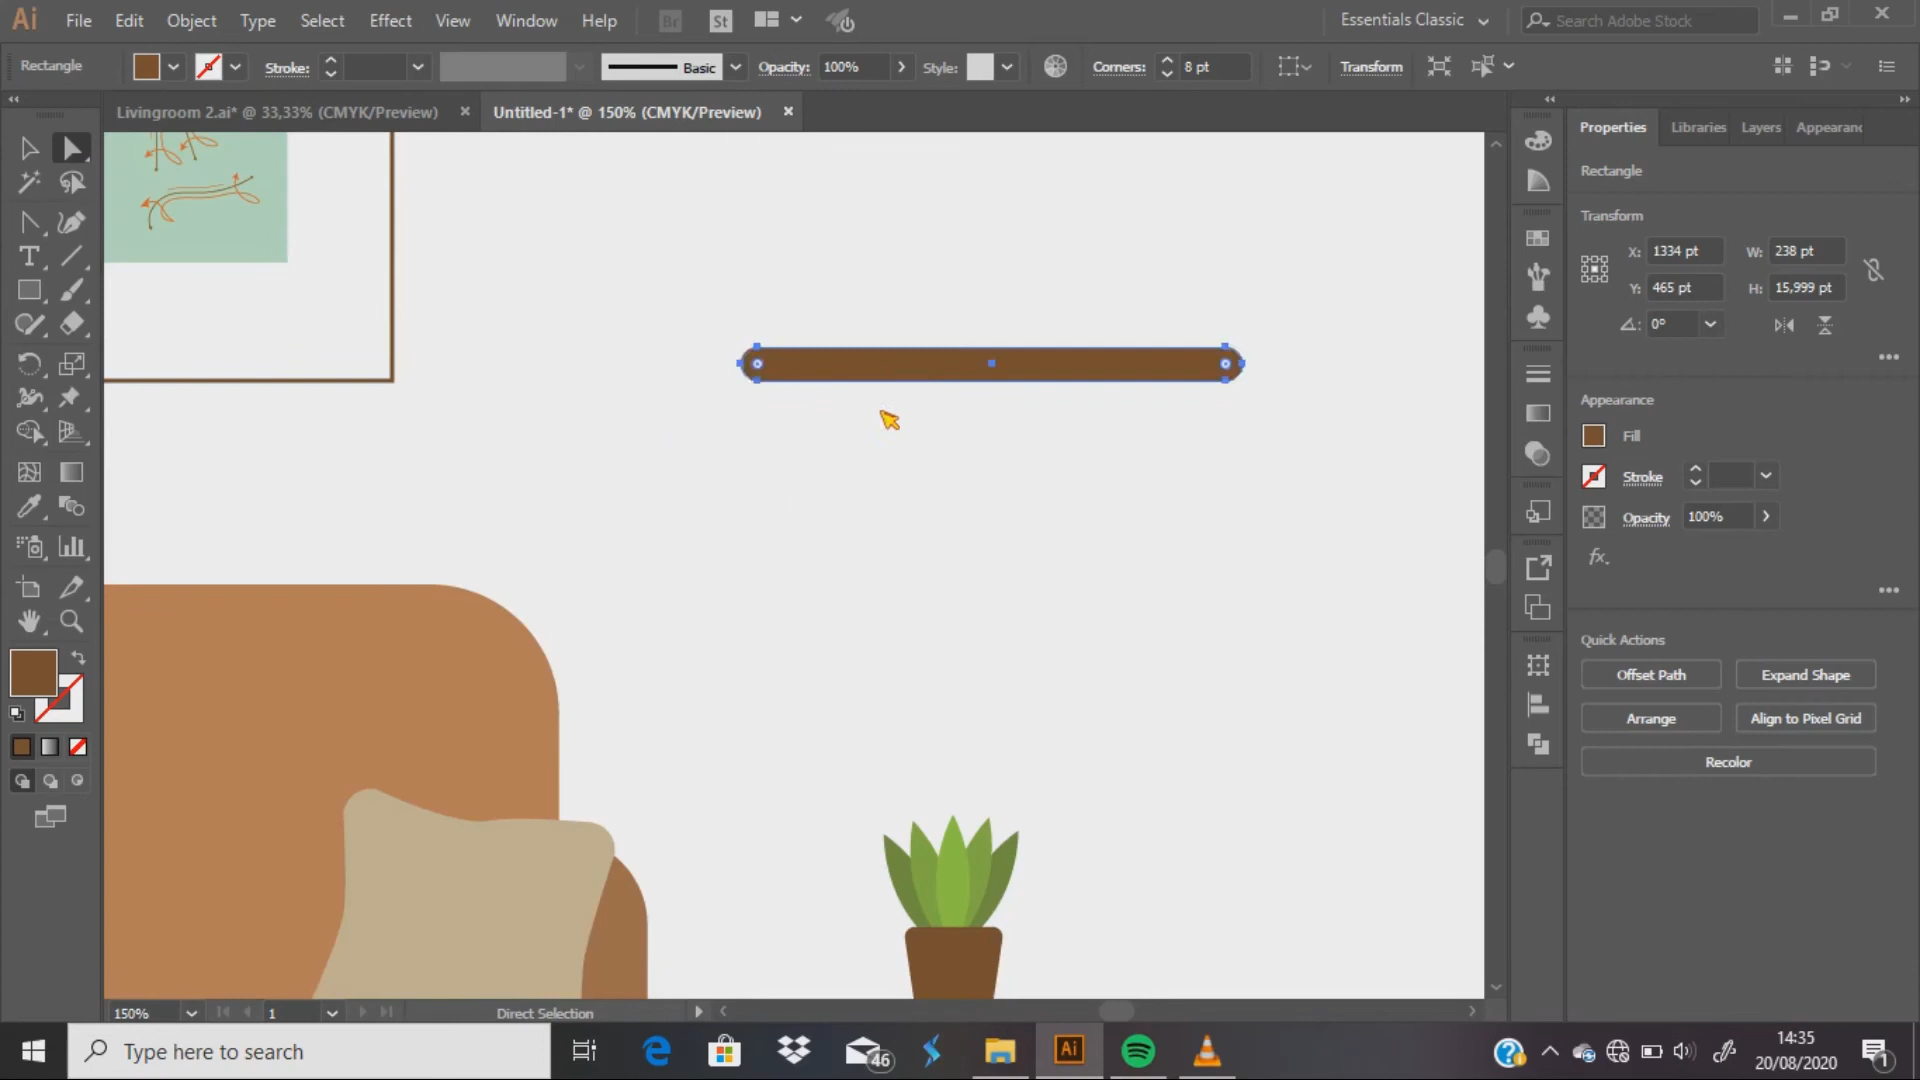 Ai File Edit Object Type Select Effect View Window Help Br St Essentials Classic Search Adobe Stock
Rectangle Stroke: Basic Opacity: 100% Style: Corners: 8 pt Transform
Livingroom 2.ai* @ 33,33% (CMYK/Preview) Untitled-1* @ 150% (CMYK/Preview)
Properties Libraries Layers Appearanc
Rectangle
Transform
X: 1334 pt W: 238 pt
Y: 465 pt H: 15,999 pt
0°
Appearance
Fill
Stroke
Opacity 100%
fx.
Quick Actions
Offset Path Expand Shape
Arrange Align to Pixel Grid
Recolor
150% 1 Direct Selection
Type here to search
46
Ai
14:35
20/08/2020
1